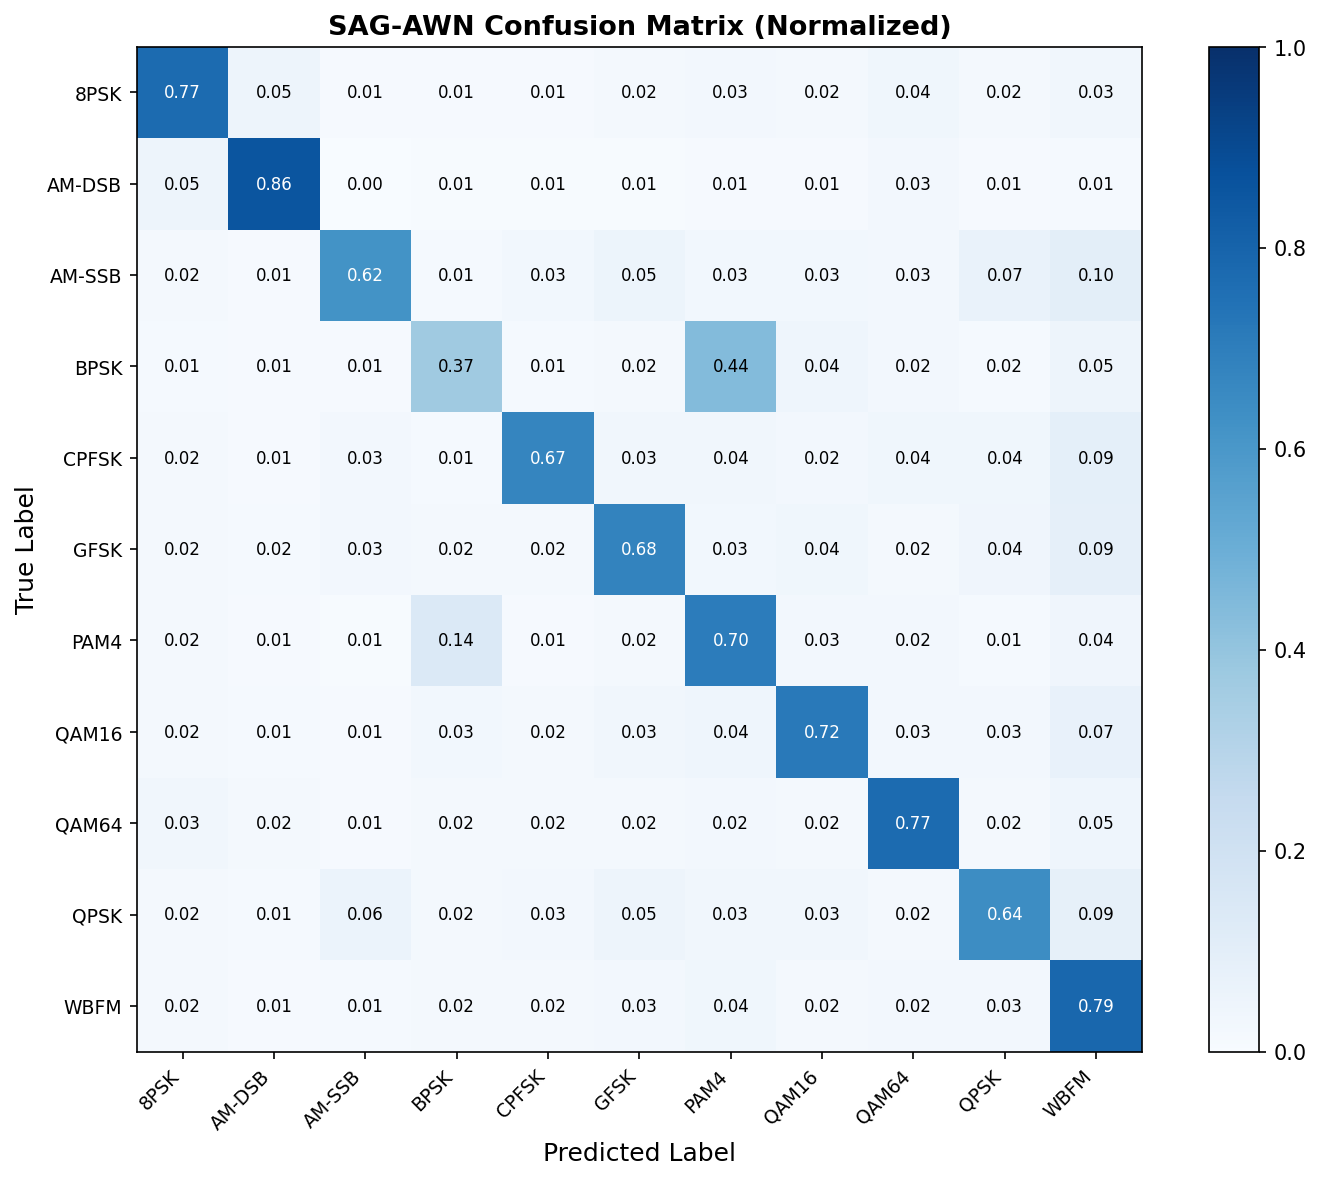 SAG-AWN Confusion Matrix (Normalized)
8PSK 0.77 0.05 0.01 0.01 0.01 0.02 0.03 0.02 0.04 0.02 0.03
AM-DSB 0.05 0.86 0.00 0.01 0.01 0.01 0.01 0.01 0.03 0.01 0.01
AM-SSB 0.02 0.01 0.62 0.01 0.03 0.05 0.03 0.03 0.03 0.07 0.10
BPSK 0.01 0.01 0.01 0.37 0.01 0.02 0.44 0.04 0.02 0.02 0.05
CPFSK 0.02 0.01 0.03 0.01 0.67 0.03 0.04 0.02 0.04 0.04 0.09
GFSK 0.02 0.02 0.03 0.02 0.02 0.68 0.03 0.04 0.02 0.04 0.09
PAM4 0.02 0.01 0.01 0.14 0.01 0.02 0.70 0.03 0.02 0.01 0.04
QAM16 0.02 0.01 0.01 0.03 0.02 0.03 0.04 0.72 0.03 0.03 0.07
QAM64 0.03 0.02 0.01 0.02 0.02 0.02 0.02 0.02 0.77 0.02 0.05
QPSK 0.02 0.01 0.06 0.02 0.03 0.05 0.03 0.03 0.02 0.64 0.09
WBFM 0.02 0.01 0.01 0.02 0.02 0.03 0.04 0.02 0.02 0.03 0.79
8PSK AM-DSB AM-SSB BPSK CPFSK GFSK PAM4 QAM16 QAM64 QPSK WBFM
Predicted Label
True Label
1.0
0.8
0.6
0.4
0.2
0.0